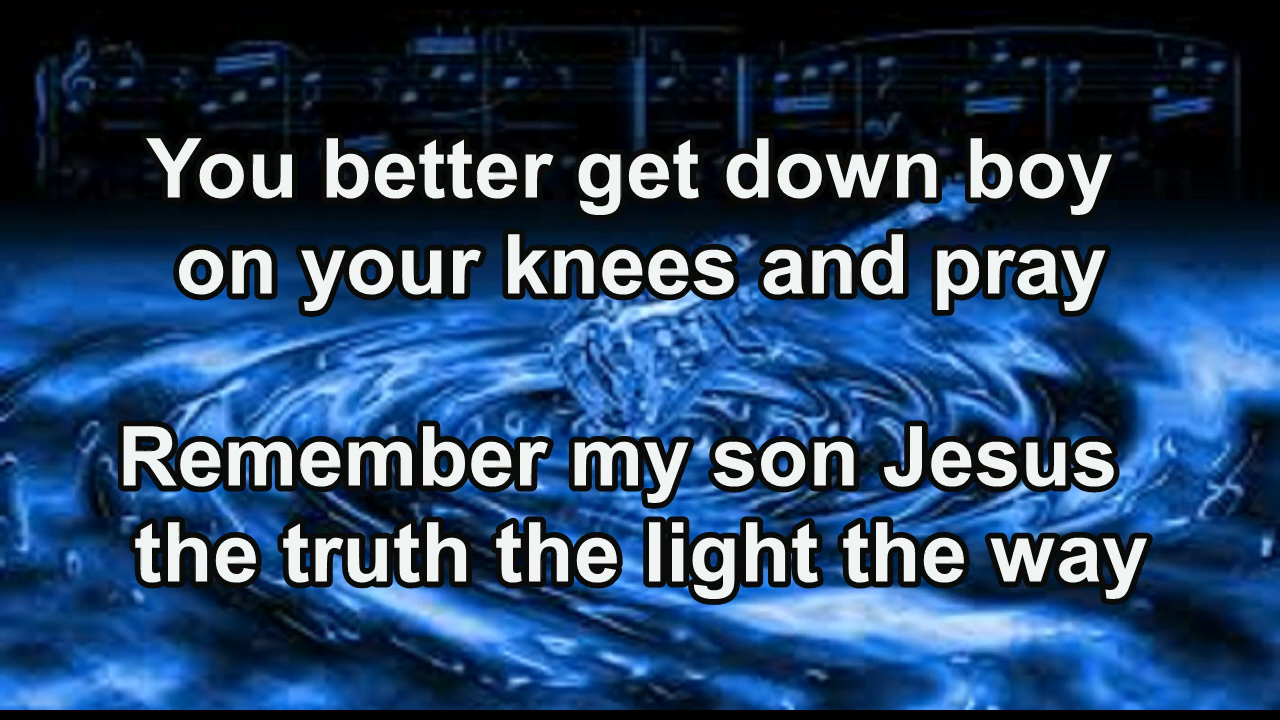 You better get down boy
on your knees and pray
Remember my son Jesus
the truth the light the way